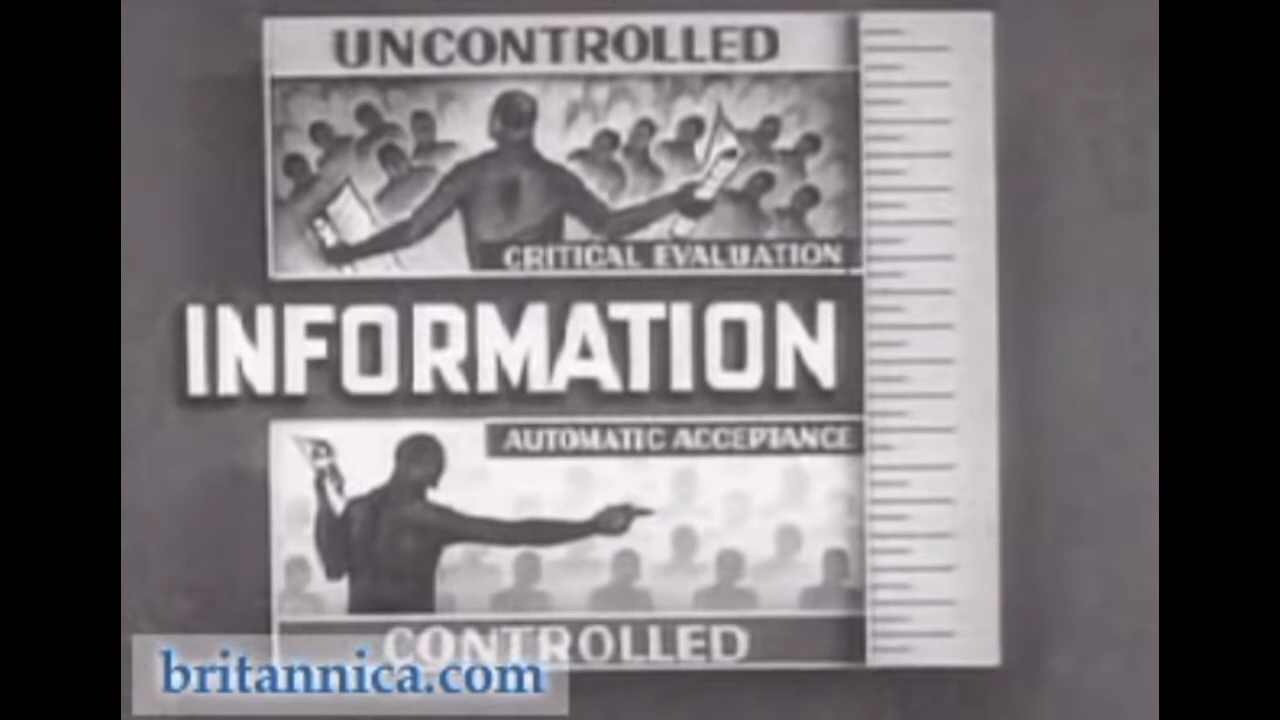 UNCONTROLLED
CRITICAL EVALUATION
INFORMATION
AUTOMATIC ACCEPTANCE
CONTROLLED
britannica.com